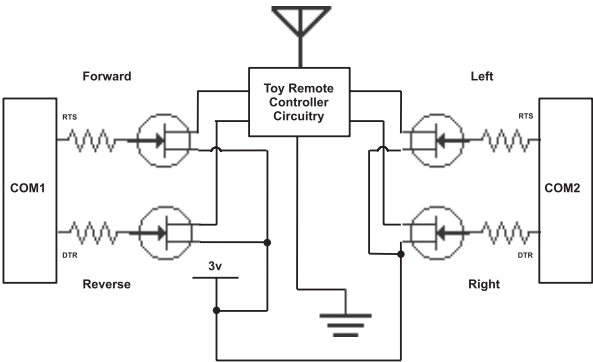 Forward
Left
Toy Remote
Controller
Circuitry
RTS
RTS
COM1
COM2
DTR
DTR
3v
Reverse
Right